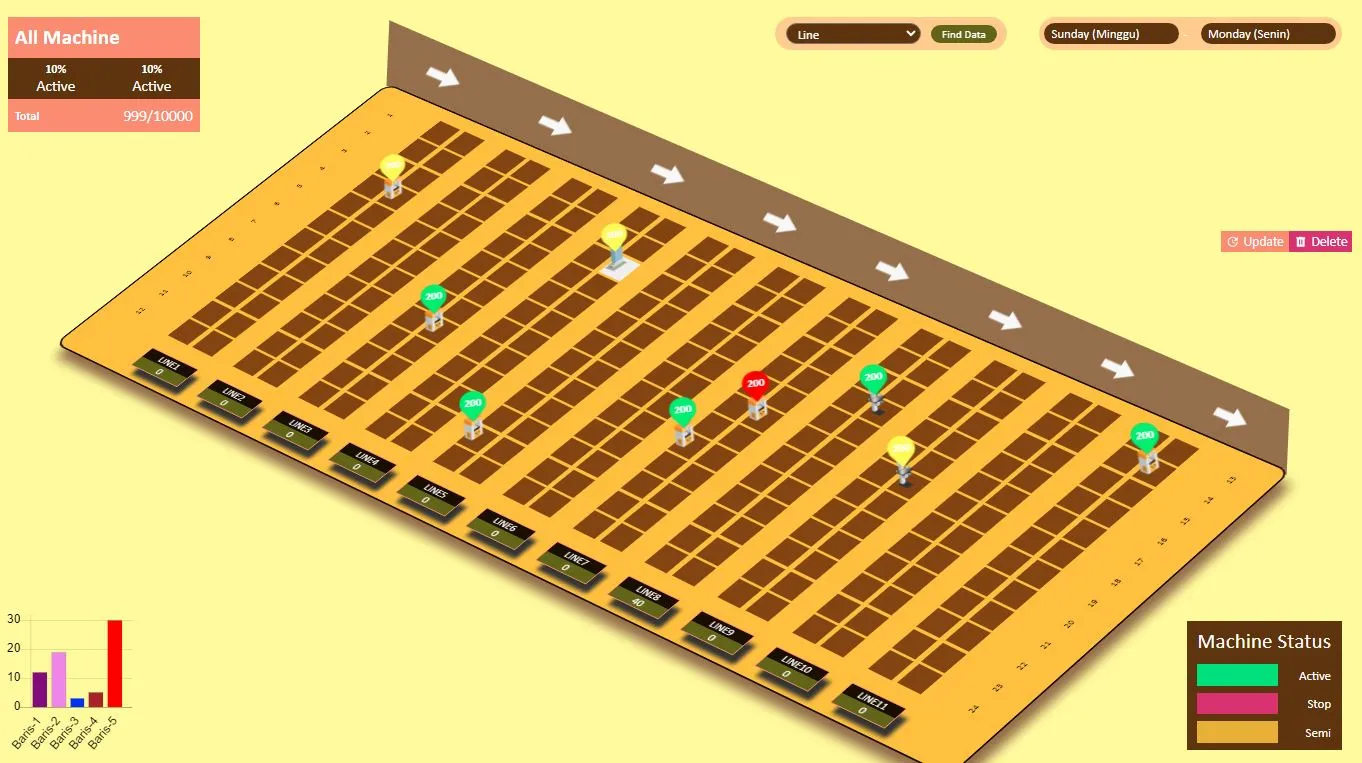 All Machine
10% 10%
Active Active
Total 999/10000
Line Find Data
Sunday (Minggu) Monday (Senin)
Update Delete
1
2
3
4
5
6
7
8
9
10
11
12
200
200
200
200
200
200
LINE1
0
LINE2
0
LINE3
0
LINE4
0
LINE5
0
LINE6
0
LINE7
0
LINE8
40
LINE9
0
LINE10
0
LINE11
0
13
14
15
16
17
18
19
20
21
22
23
24
30
20
10
0
Baris-1
Baris-2
Baris-3
Baris-4
Baris-5
Machine Status
Active
Stop
Semi